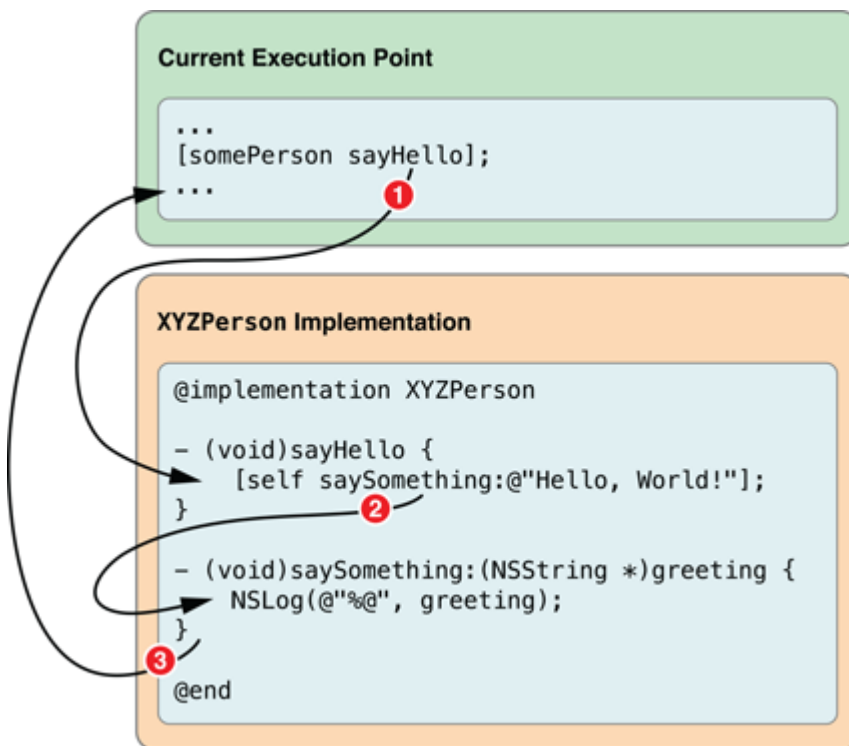 Current Execution Point
...
[somePerson sayHello];
...
1
XYZPerson Implementation
@implementation XYZPerson
– (void)sayHello {
[self saySomething:@"Hello, World!"];
}
2
– (void)saySomething:(NSString *)greeting {
NSLog(@"%@", greeting);
}
3
@end